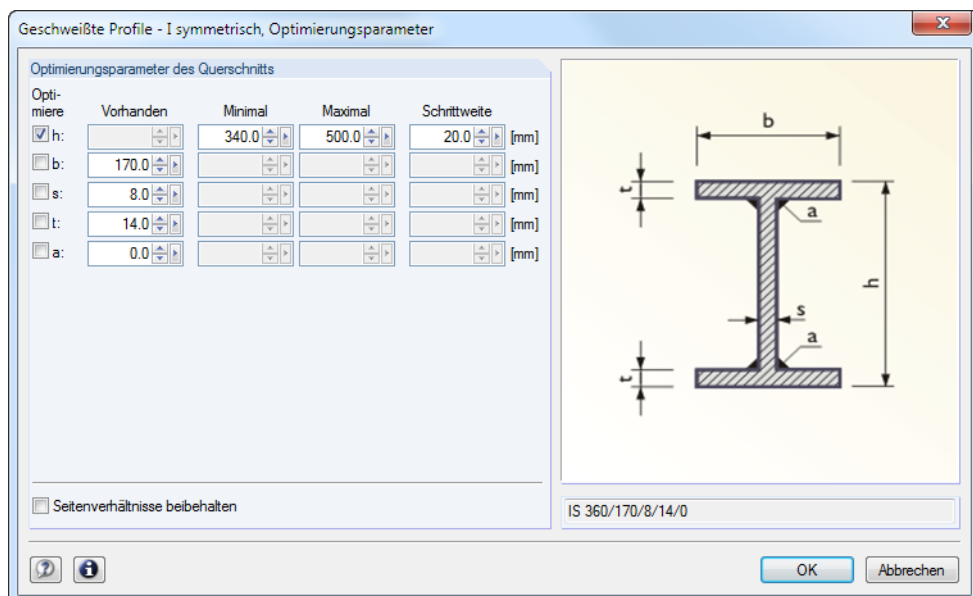 Geschweißte Profile - I symmetrisch, Optimierungsparameter
Optimierungsparameter des Querschnitts
Opti-
miere Vorhanden Minimal Maximal Schrittweite
h: 340.0 500.0 20.0 [mm]
b: 170.0 [mm]
s: 8.0 [mm]
t: 14.0 [mm]
a: 0.0 [mm]
Seitenverhältnisse beibehalten
b
t
a
h
s
a
t
IS 360/170/8/14/0
OK Abbrechen